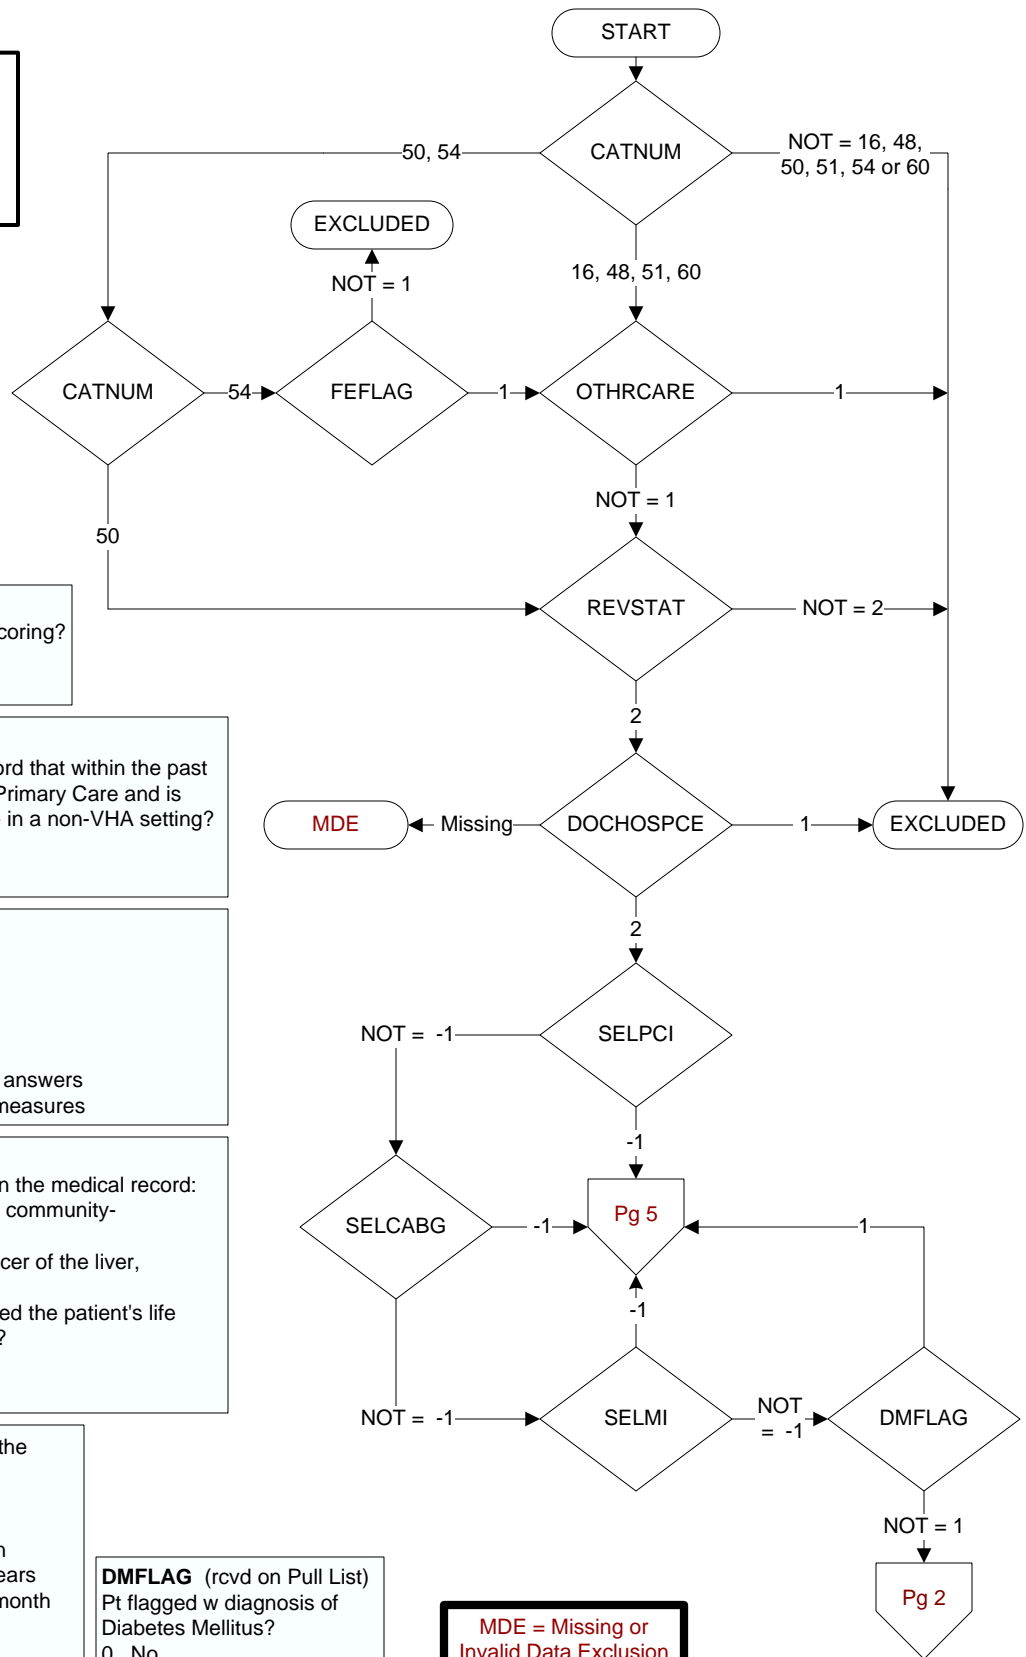 START
CATNUM
50, 54
NOT = 16, 48,
50, 51, 54 or 60
EXCLUDED
NOT = 1
16, 48, 51, 60
CATNUM
54
FEFLAG
1
OTHRCARE
1
NOT = 1
50
REVSTAT
NOT = 2
coring?
2
ord that within the past
Primary Care and is
in a non-VHA setting?
MDE
Missing
DOCHOSPCE
1
EXCLUDED
2
answers
measures
NOT = -1
SELPCI
-1
n the medical record:
community-
cer of the liver,
ed the patient's life
?
SELCABG
-1
Pg 5
1
-1
NOT = -1
SELMI
NOT
= -1
DMFLAG
the
n
ears
month
NOT = 1
Pg 2
DMFLAG (rcvd on Pull List)
Pt flagged w diagnosis of
Diabetes Mellitus?
0 No
MDE = Missing or
Invalid Data Exclusion